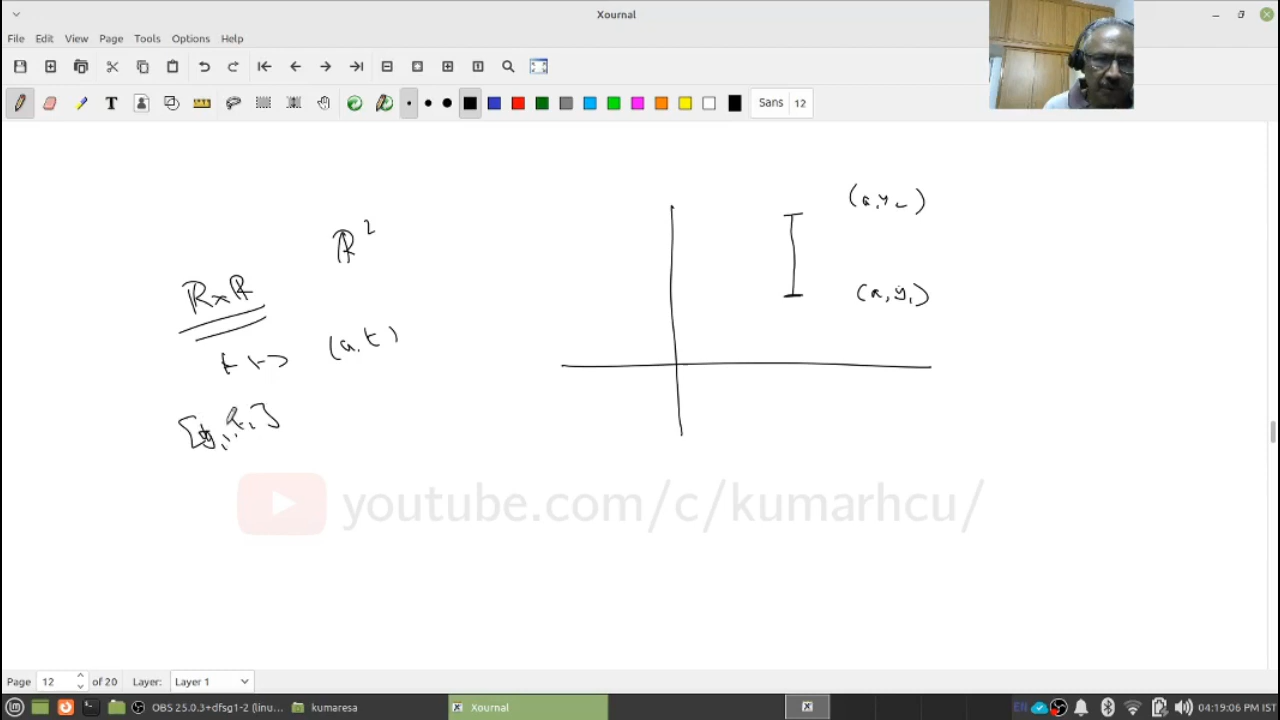 Xournal
File Edit View Page Tools Options Help
Sans 12
ℝ²
ℝ×ℝ
t ↦ (a,t)
(a,y₂)
(a,y₁)
youtube.com/c/kumarhcu/
Page 12 of 20 Layer: Layer 1
OBS 25.0.3+dfsg1-2 (linu... kumaresa Xournal EN 04:19:06 PM IST